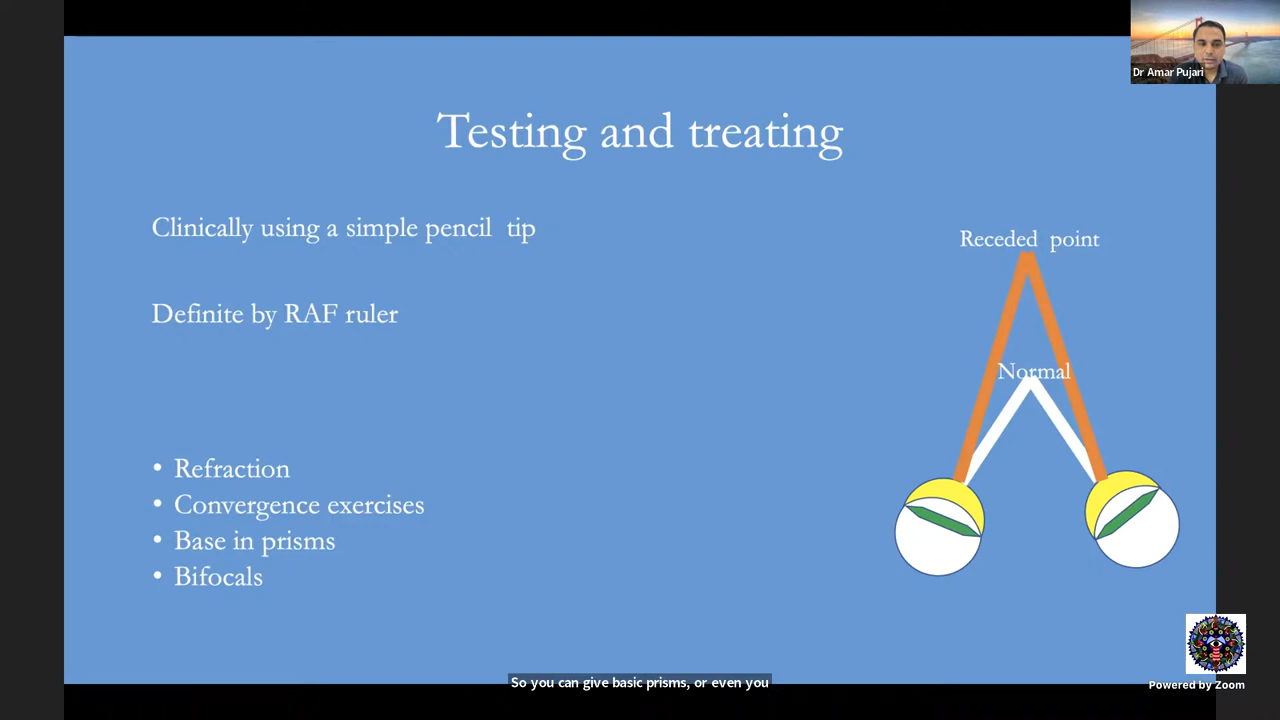 Dr Amar Pujari
Testing and treating
Clinically using a simple pencil tip
Definite by RAF ruler
Receded point
Normal
• Refraction
• Convergence exercises
• Base in prisms
• Bifocals
So you can give basic prisms, or even you
Powered by Zoom